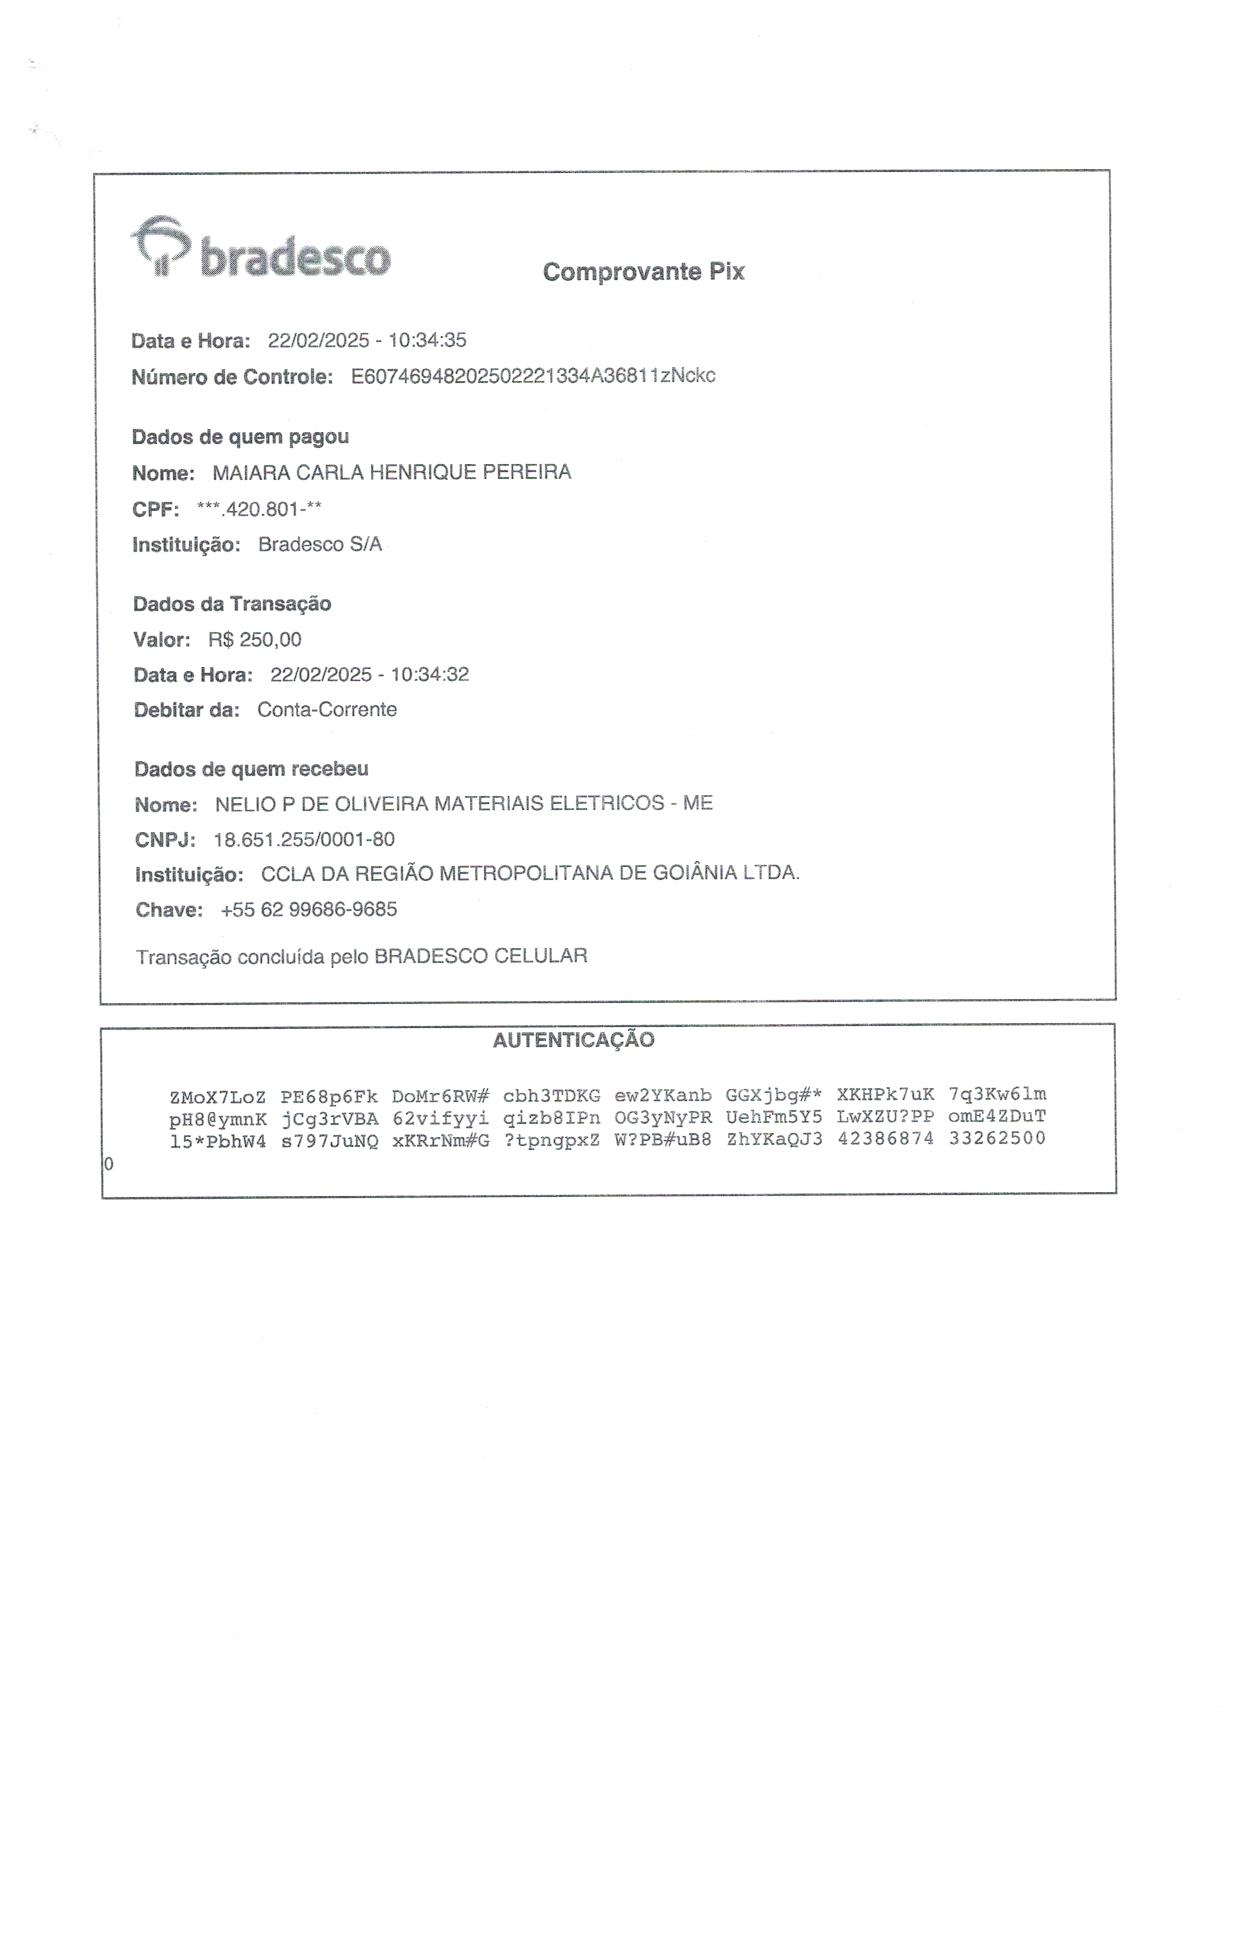 bradesco
Comprovante Pix
Data e Hora: 22/02/2025 - 10:34:35
Número de Controle: E60746948202502221334A36811zNckc
Dados de quem pagou
Nome: MAIARA CARLA HENRIQUE PEREIRA
CPF: ***.420.801-**
Instituição: Bradesco S/A
Dados da Transação
Valor: R$ 250,00
Data e Hora: 22/02/2025 - 10:34:32
Debitar da: Conta-Corrente
Dados de quem recebeu
Nome: NELIO P DE OLIVEIRA MATERIAIS ELETRICOS - ME
CNPJ: 18.651.255/0001-80
Instituição: CCLA DA REGIÃO METROPOLITANA DE GOIÂNIA LTDA.
Chave: +55 62 99686-9685
Transação concluída pelo BRADESCO CELULAR
AUTENTICAÇÃO
ZMoX7LoZ PE68p6Fk DoMr6RW# cbh3TDKG ew2YKanb GGXjbg#* XKHPk7uK 7q3Kw6lm
pH8@ymnK jCg3rVBA 62vifyyi qizb8IPn OG3yNyPR UehFm5Y5 LwXZU?PP omE4ZDuT
l5*PbhW4 s797JuNQ xKRrNm#G ?tpngpxZ W?PB#uB8 ZhYKaQJ3 42386874 33262500
0